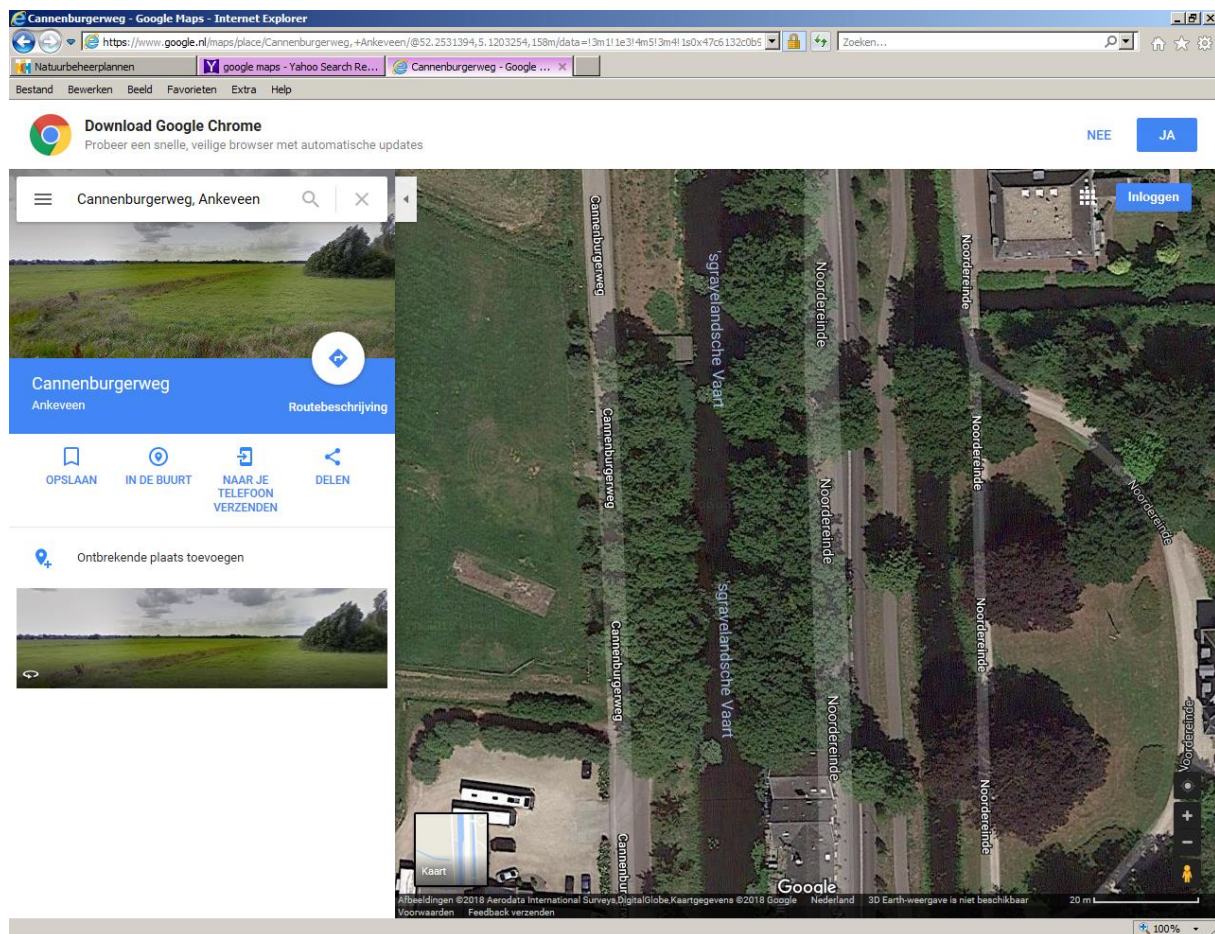 Cannenburgerweg - Google Maps - Internet Explorer
https://www.google.nl/maps/place/Cannenburgerweg,+Ankeveen/@52.2531394,5.1203254,158m/data=!3m1!1e3!4m5!3m4!1s0x47c6132c0b5
Zoeken...
Natuurbeheerplannen
google maps - Yahoo Search Re...
Cannenburgerweg - Google ...
Bestand Bewerken Beeld Favorieten Extra Help
Download Google Chrome
Probeer een snelle, veilige browser met automatische updates
NEE
JA
Cannenburgerweg, Ankeveen
Inloggen
Cannenburgerweg
Ankeveen
Routebeschrijving
OPSLAAN
IN DE BUURT
NAAR JE
TELEFOON
VERZENDEN
DELEN
Ontbrekende plaats toevoegen
Cannenburgerweg
Cannenburgerweg
Cannenburgerweg
Cannenbur
'sgravelandsche Vaart
'sgravelandsche Vaart
Noordereinde
Noordereinde
Noordereinde
Noordereinde
Noordereinde
Noordereinde
Noordereinde
Noordereinde
Kaart
Google
Afbeeldingen ©2018 Aerodata International Surveys,DigitalGlobe,Kaartgegevens ©2018 Google Nederland 3D Earth-weergave is niet beschikbaar 20 m
Voorwaarden Feedback verzenden
100%